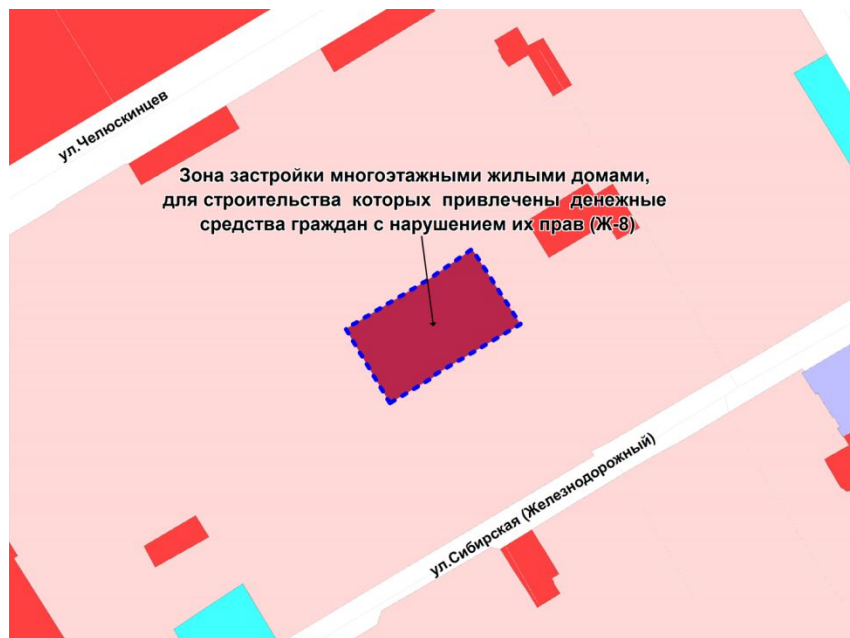 ул.Челюскинцев
Зона застройки многоэтажными жилыми домами,
для строительства которых привлечены денежные
средства граждан с нарушением их прав (Ж-8)
ул.Сибирская (Железнодорожный)